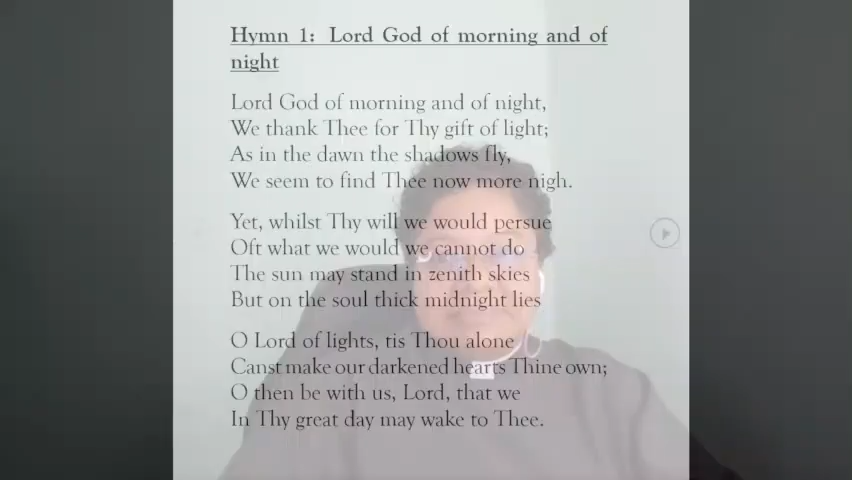 Hymn 1: Lord God of morning and of
night
Lord God of morning and of night,
We thank Thee for Thy gift of light;
As in the dawn the shadows fly,
We seem to find Thee now more nigh.
Yet, whilst Thy will we would persue
Oft what we would we cannot do
The sun may stand in zenith skies
But on the soul thick midnight lies
O Lord of lights, tis Thou alone
Canst make our darkened hearts Thine own;
O then be with us, Lord, that we
In Thy great day may wake to Thee.